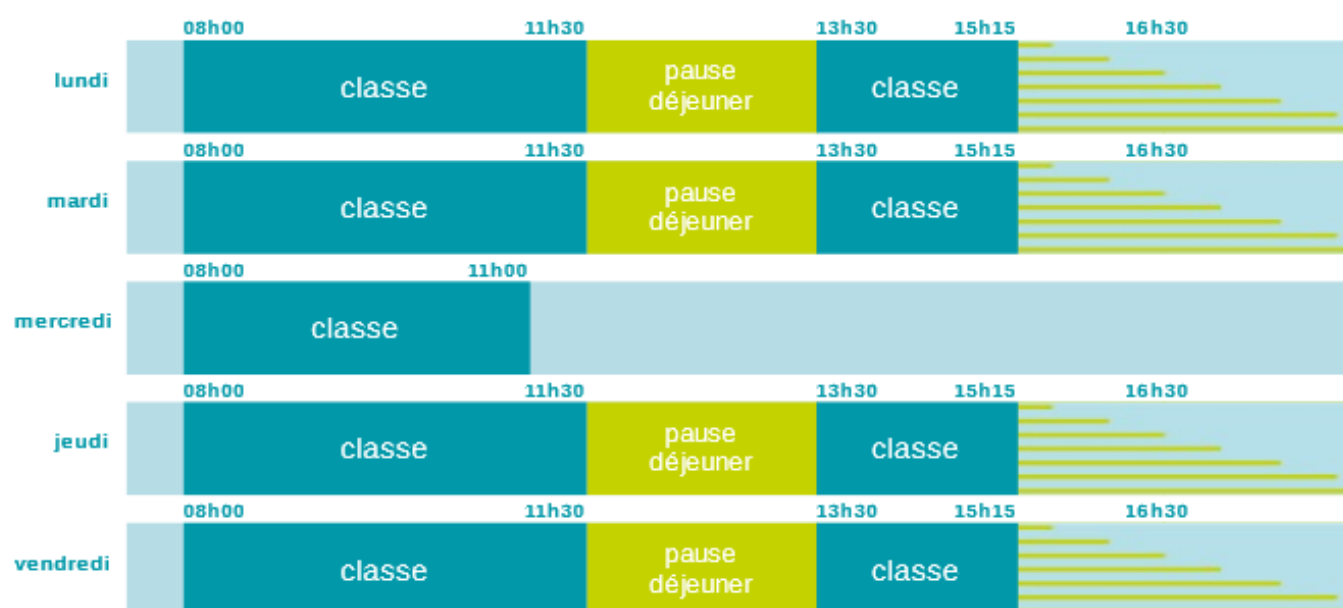 08h00 11h30 13h30 15h15 16h30
lundi classe pause déjeuner classe
08h00 11h30 13h30 15h15 16h30
mardi classe pause déjeuner classe
08h00 11h00
mercredi classe
08h00 11h30 13h30 15h15 16h30
jeudi classe pause déjeuner classe
08h00 11h30 13h30 15h15 16h30
vendredi classe pause déjeuner classe